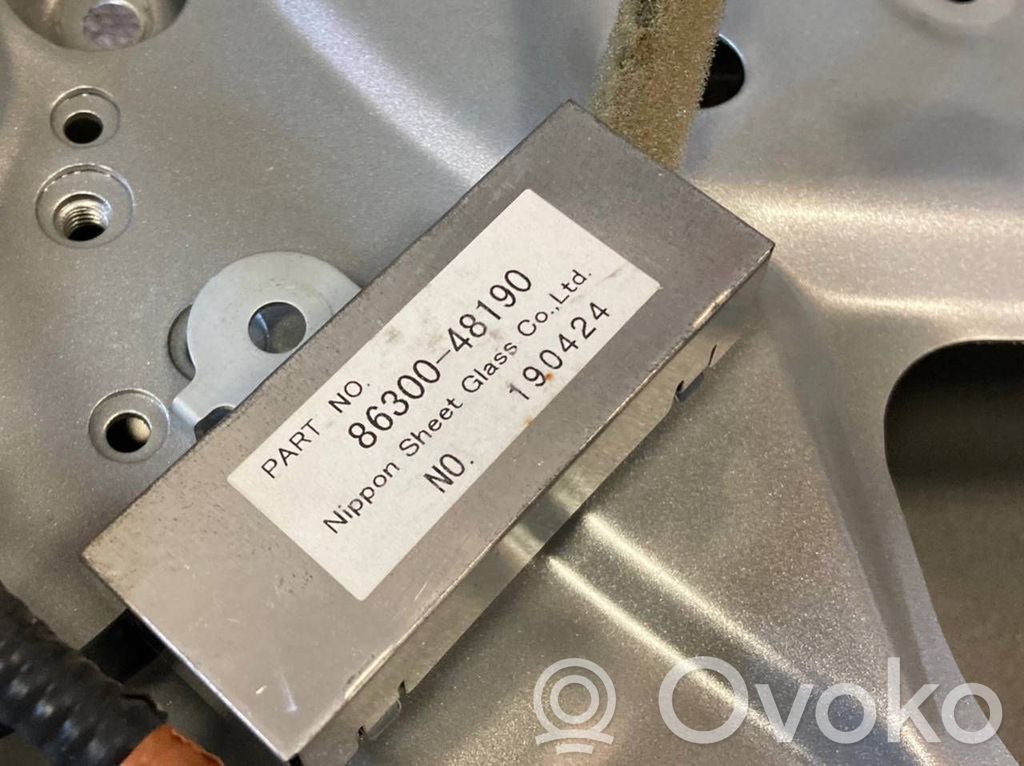 PART NO.
86300-48190
Nippon Sheet Glass Co.,Ltd.
NO. 190424
Ovoko